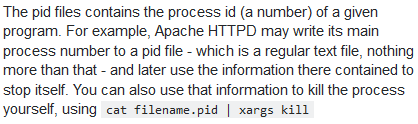 The pid files contains the process id (a number) of a given
program. For example, Apache HTTPD may write its main
process number to a pid file - which is a regular text file, nothing
more than that - and later use the information there contained to
stop itself. You can also use that information to kill the process
yourself, using cat filename.pid | xargs kill